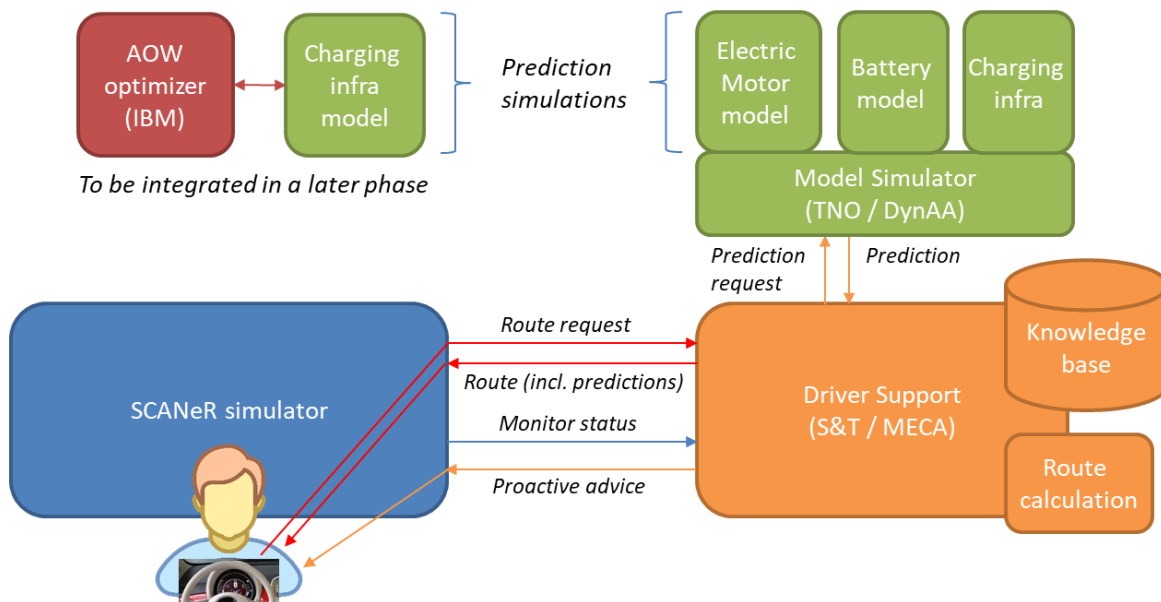 AOW
optimizer
(IBM)
Charging
infra
model
Prediction
simulations
Electric
Motor
model
Battery
model
Charging
infra
To be integrated in a later phase
Model Simulator
(TNO / DynAA)
Prediction
request
Prediction
SCANeR simulator
Route request
Route (incl. predictions)
Monitor status
Proactive advice
Driver Support
(S&T / MECA)
Knowledge
base
Route
calculation